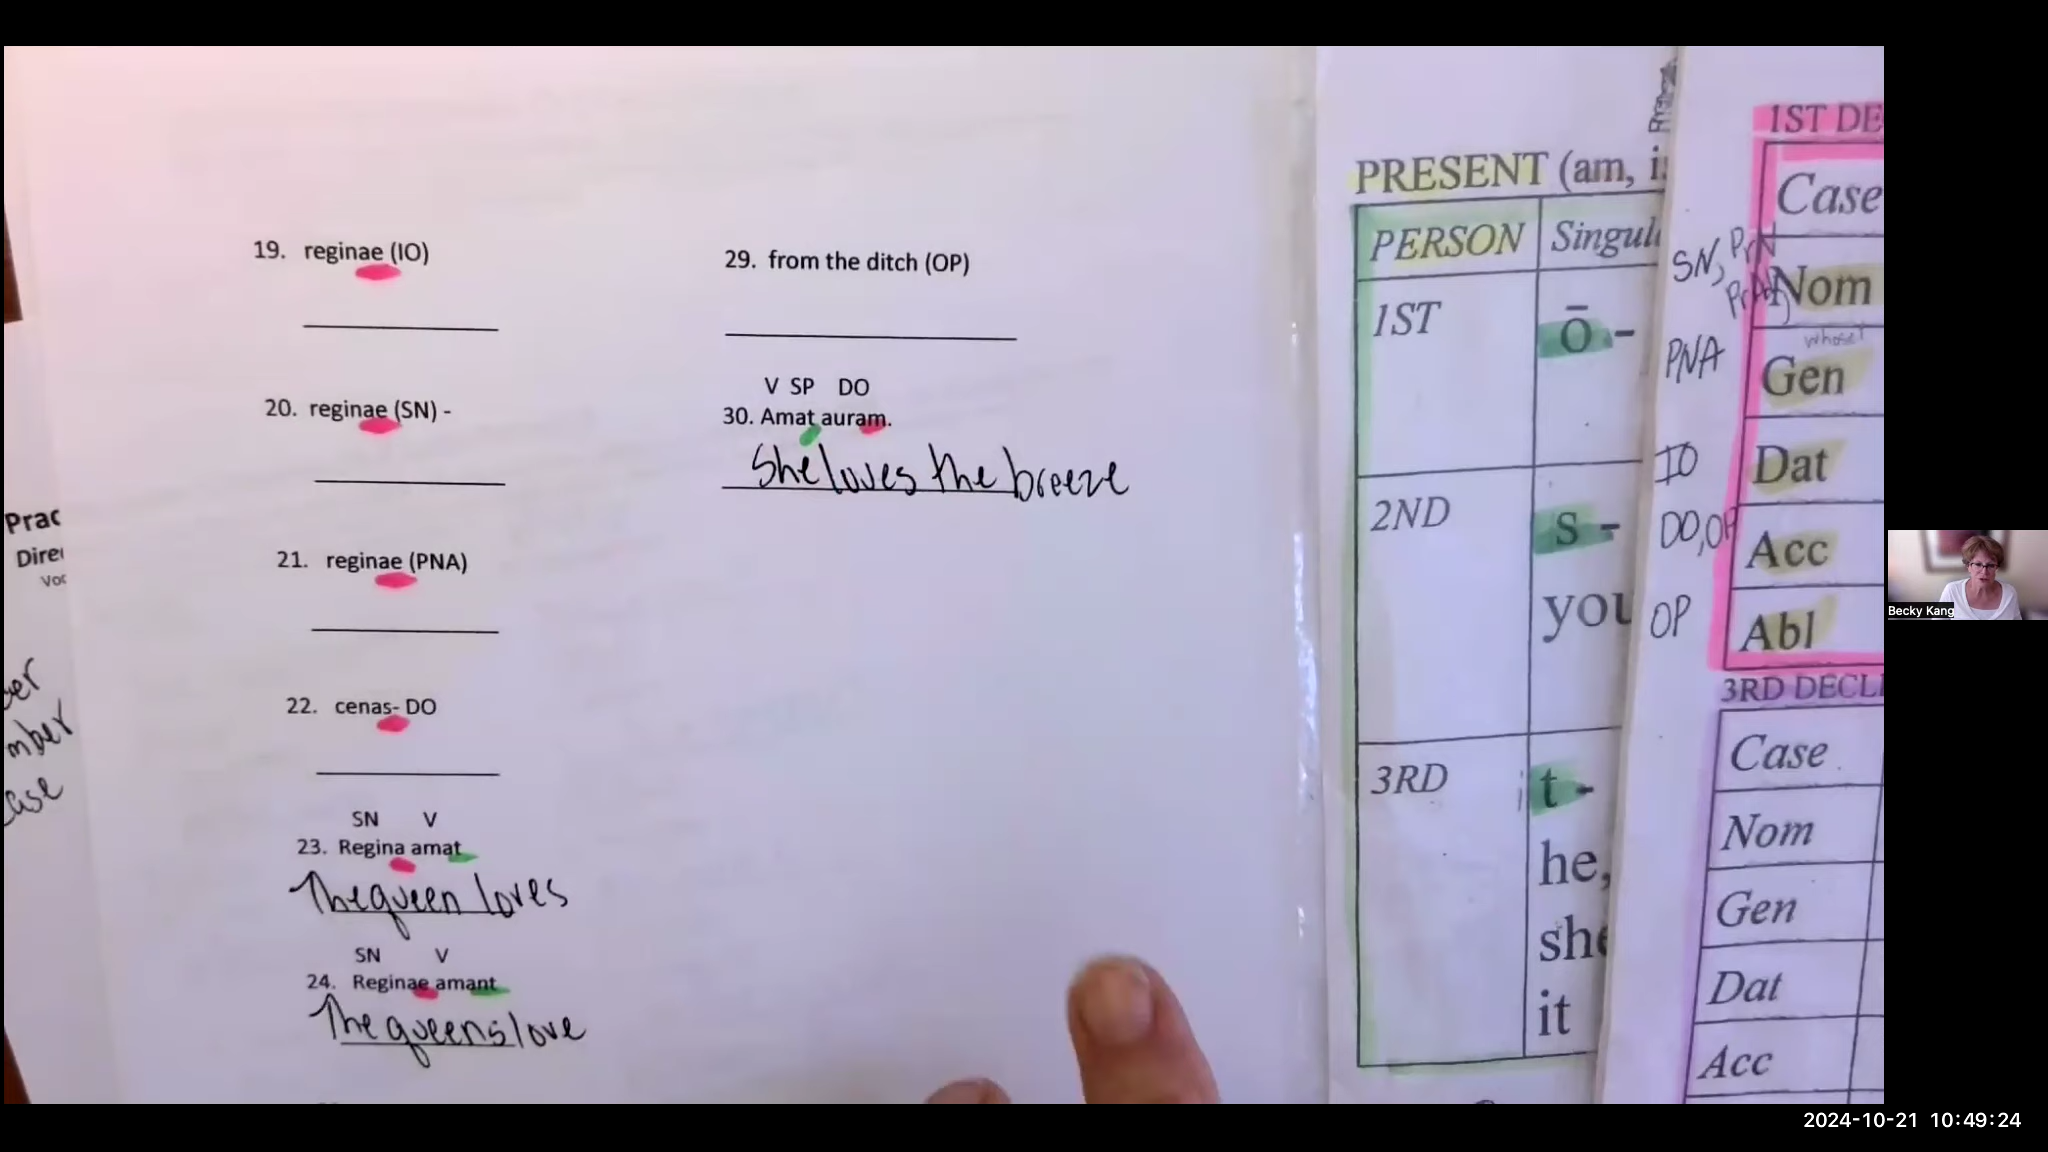 19. reginae (IO)
20. reginae (SN) -
21. reginae (PNA)
22. cenas- DO
SN V
23. Regina amat
The queen loves
SN V
24. Reginae amant
The queens love
29. from the ditch (OP)
V SP DO
30. Amat auram.
She loves the breeze
Prac
Dire
Voc
mber
ase
PRESENT (am, i
PERSON Singul
1ST ō -
2ND s -
you
3RD t -
he,
she
it
1ST DE
Case
SN, PrN
Nom
whose?
PNA Gen
IO Dat
DO, OP Acc
OP Abl
3RD DECL
Case
Nom
Gen
Dat
Acc
Becky Kang
2024-10-21 10:49:24